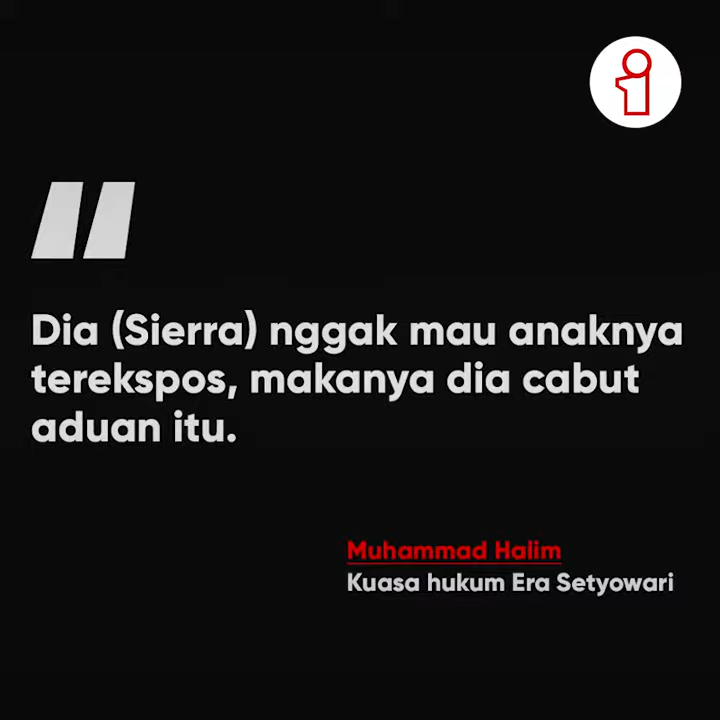 Dia (Sierra) nggak mau anaknya
terekspos, makanya dia cabut
aduan itu.
Muhammad Halim
Kuasa hukum Era Setyowari